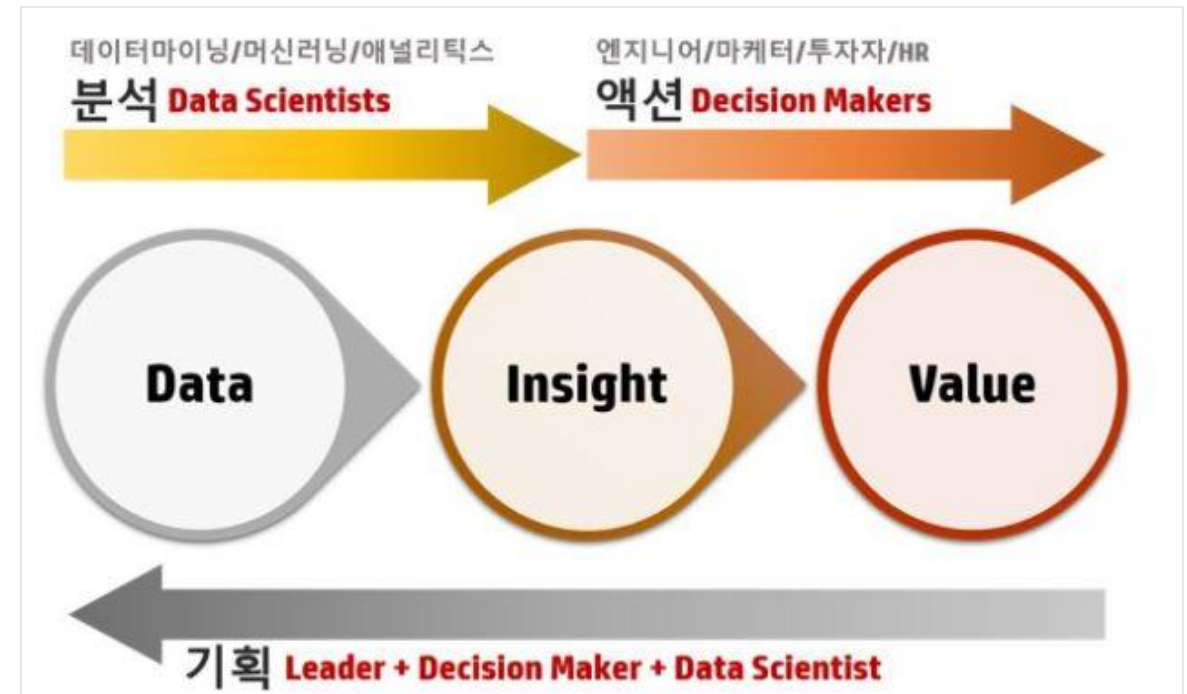 데이터마이닝/머신러닝/애널리틱스
분석 Data Scientists
엔지니어/마케터/투자자/HR
액션 Decision Makers
Data
Insight
Value
기획 Leader + Decision Maker + Data Scientist